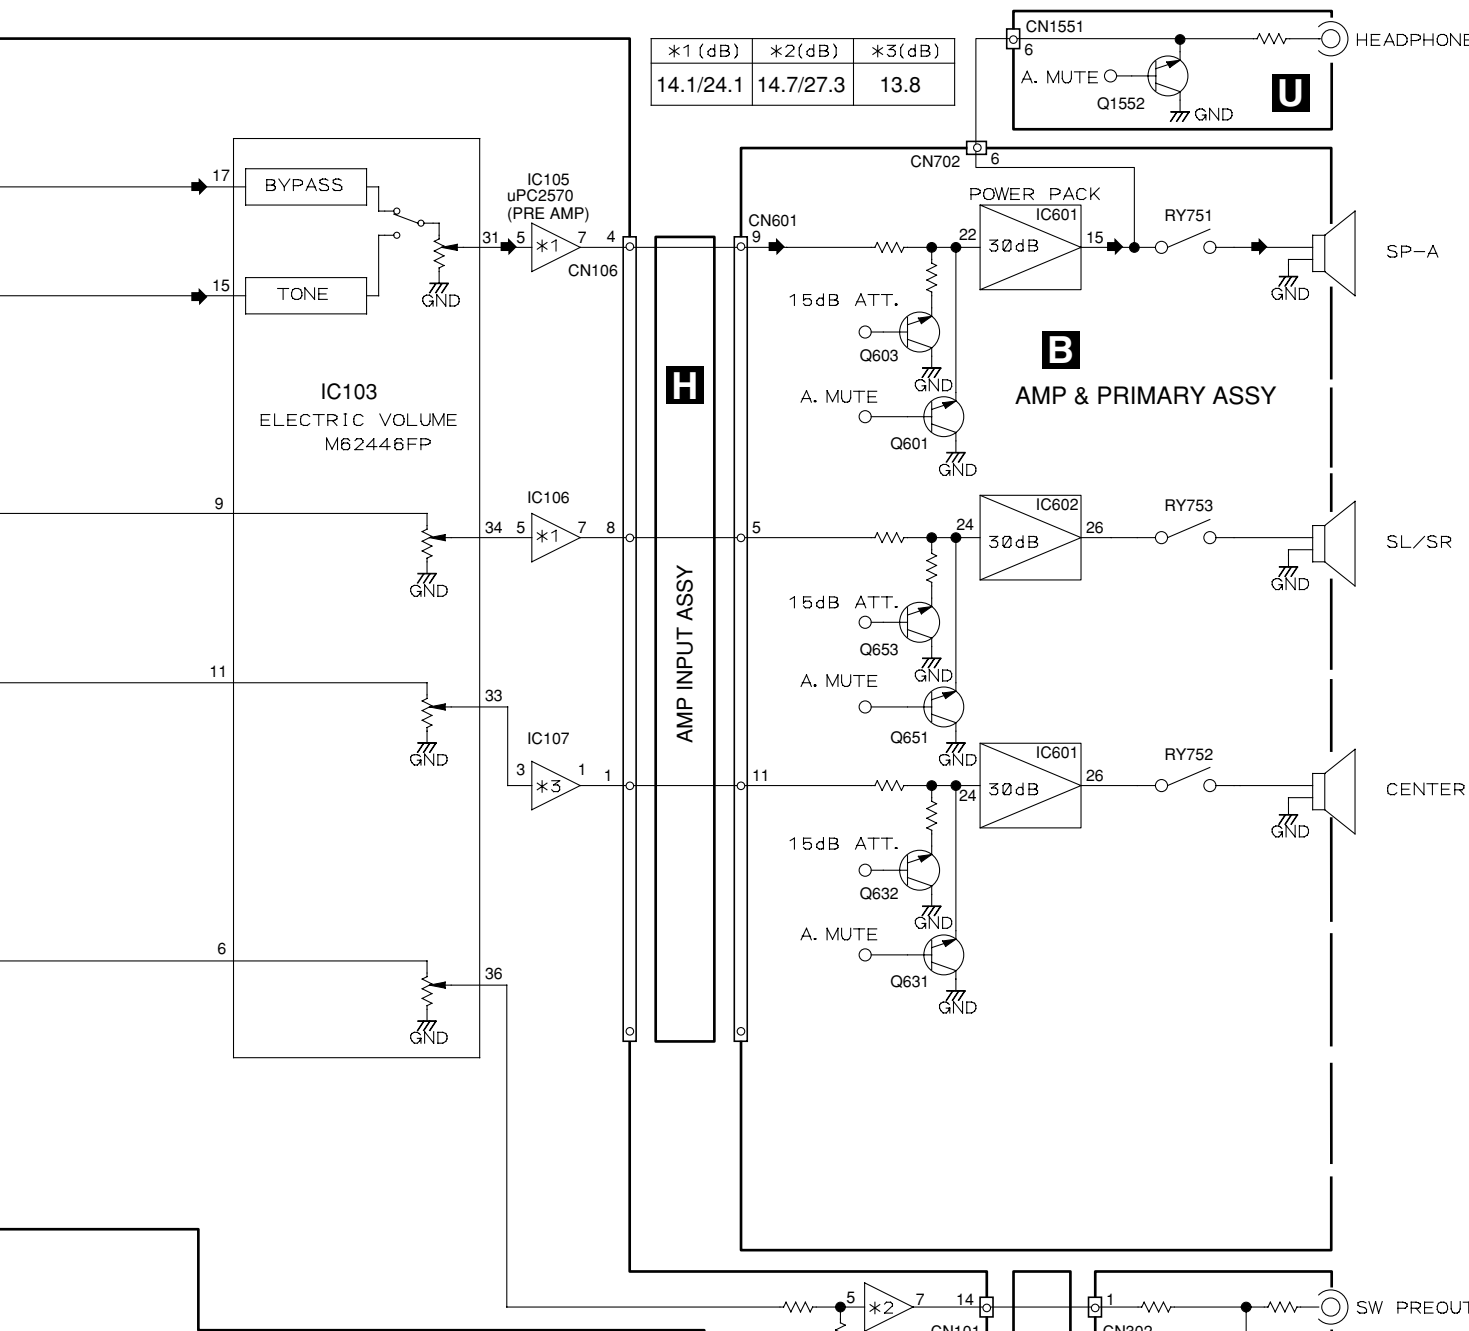 *1(dB) *2(dB) *3(dB)
14.1/24.1 14.7/27.3 13.8
CN1551
6
HEADPHONE
A. MUTE
Q1552
GND
U
CN702
6
17
BYPASS
15
TONE
31
GND
IC105
uPC2570
(PRE AMP)
5
*1
7
4
CN106
IC103
ELECTRIC VOLUME
M62446FP
H
AMP INPUT ASSY
CN601
9
POWER PACK
22
IC601
30dB
15
RY751
SP-A
GND
15dB ATT.
Q603
GND
A. MUTE
Q601
GND
B
AMP & PRIMARY ASSY
9
34
GND
IC106
5
*1
7
8
5
24
IC602
30dB
26
RY753
SL/SR
GND
15dB ATT.
Q653
GND
A. MUTE
Q651
GND
11
33
GND
IC107
3
*3
1
1
11
24
IC601
30dB
26
RY752
CENTER
GND
15dB ATT.
Q632
GND
A. MUTE
Q631
GND
6
36
GND
5
*2
7
14
1
SW PREOUT
CN101
CN302